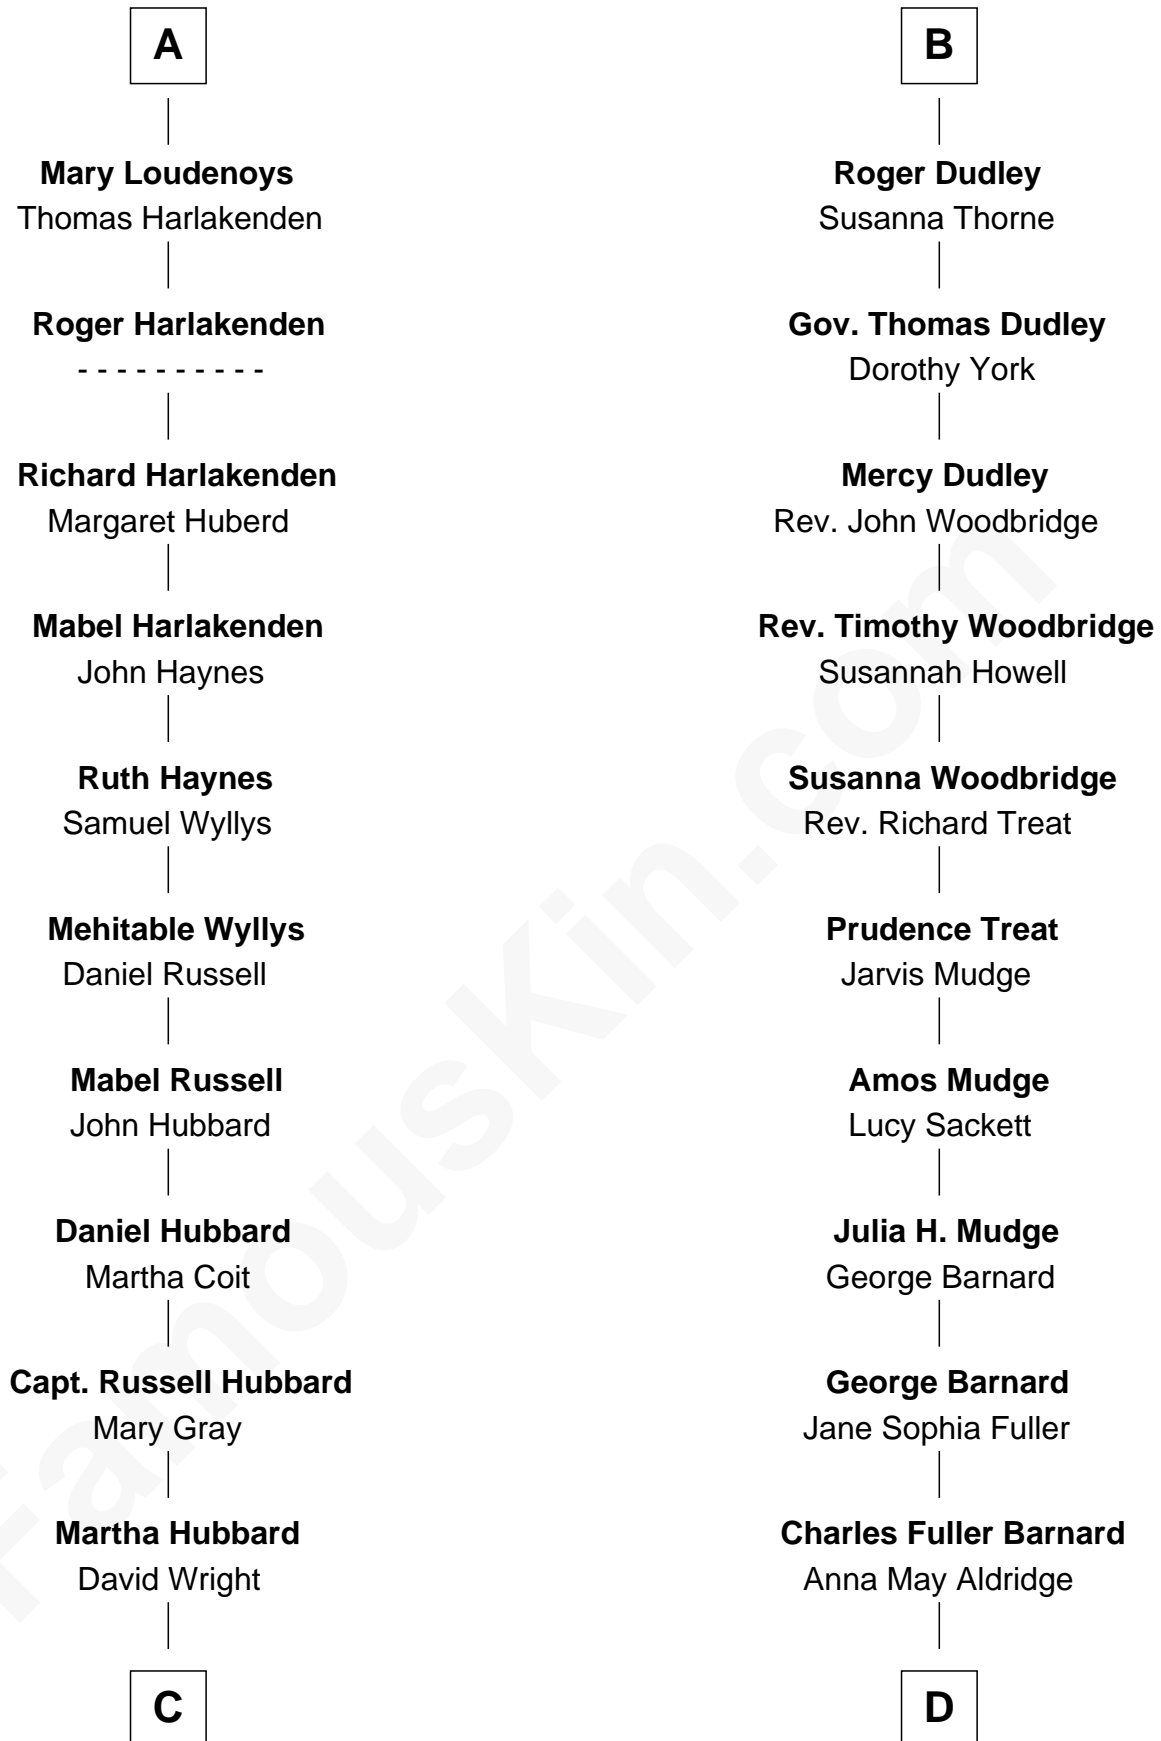 A
Mary Loudenoys
Thomas Harlakenden
Roger Harlakenden
- - - - - - - - - -
Richard Harlakenden
Margaret Huberd
Mabel Harlakenden
John Haynes
Ruth Haynes
Samuel Wyllys
Mehitable Wyllys
Daniel Russell
Mabel Russell
John Hubbard
Daniel Hubbard
Martha Coit
Capt. Russell Hubbard
Mary Gray
Martha Hubbard
David Wright
C
B
Roger Dudley
Susanna Thorne
Gov. Thomas Dudley
Dorothy York
Mercy Dudley
Rev. John Woodbridge
Rev. Timothy Woodbridge
Susannah Howell
Susanna Woodbridge
Rev. Richard Treat
Prudence Treat
Jarvis Mudge
Amos Mudge
Lucy Sackett
Julia H. Mudge
George Barnard
George Barnard
Jane Sophia Fuller
Charles Fuller Barnard
Anna May Aldridge
D
FamousKin.com